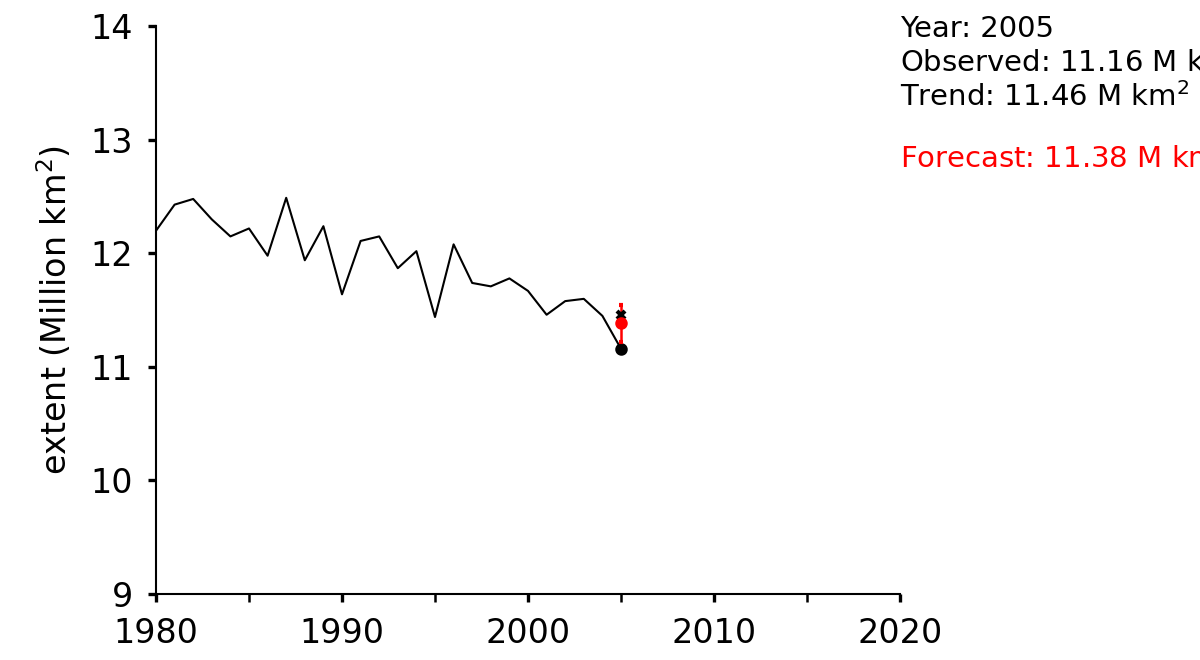 14
13
12
11
10
9
extent (Million km²)
1980 1990 2000 2010 2020
Year: 2005
Observed: 11.16 M k
Trend: 11.46 M km²
Forecast: 11.38 M